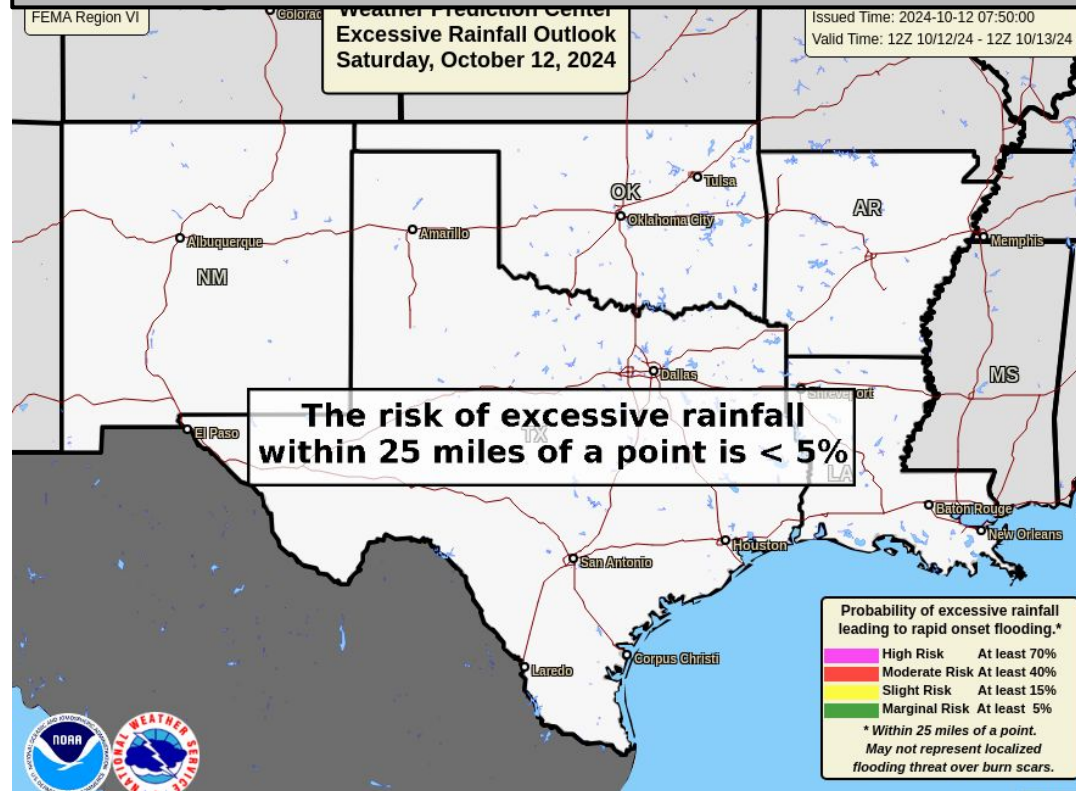 FEMA Region VI
Weather Prediction Center
Excessive Rainfall Outlook
Saturday, October 12, 2024
Issued Time: 2024-10-12 07:50:00
Valid Time: 12Z 10/12/24 - 12Z 10/13/24
Tulsa
OK
Oklahoma City
AR
Amarillo
Albuquerque
Memphis
NM
Dallas
MS
Shreveport
The risk of excessive rainfall
within 25 miles of a point is < 5%
El Paso
TX
LA
Baton Rouge
New Orleans
Houston
San Antonio
Laredo
Corpus Christi
Probability of excessive rainfall
leading to rapid onset flooding.*
High Risk At least 70%
Moderate Risk At least 40%
Slight Risk At least 15%
Marginal Risk At least 5%
* Within 25 miles of a point.
May not represent localized
flooding threat over burn scars.
NOAA
NATIONAL WEATHER SERVICE